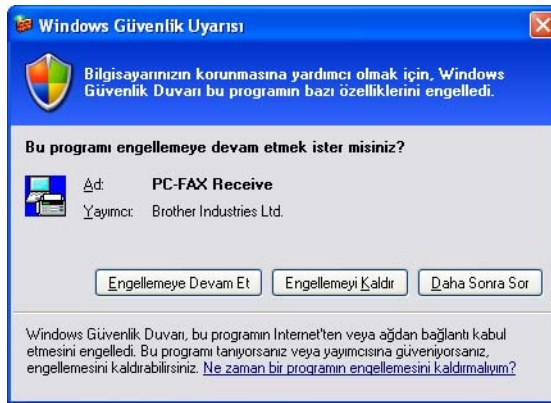 Windows Güvenlik Uyarısı
Bilgisayarınızın korunmasına yardımcı olmak için, Windows
Güvenlik Duvarı bu programın bazı özelliklerini engelledi.
Bu programı engellemeye devam etmek ister misiniz?
Ad: PC-FAX Receive
Yayımcı: Brother Industries Ltd.
Engellemeye Devam Et Engellemeyi Kaldır Daha Sonra Sor
Windows Güvenlik Duvarı, bu programın Internet'ten veya ağdan bağlantı kabul
etmesini engelledi. Bu programı tanıyorsanız veya yayımcısına güveniyorsanız,
engellemesini kaldırabilirsiniz. Ne zaman bir programın engellemesini kaldırmalıyım?